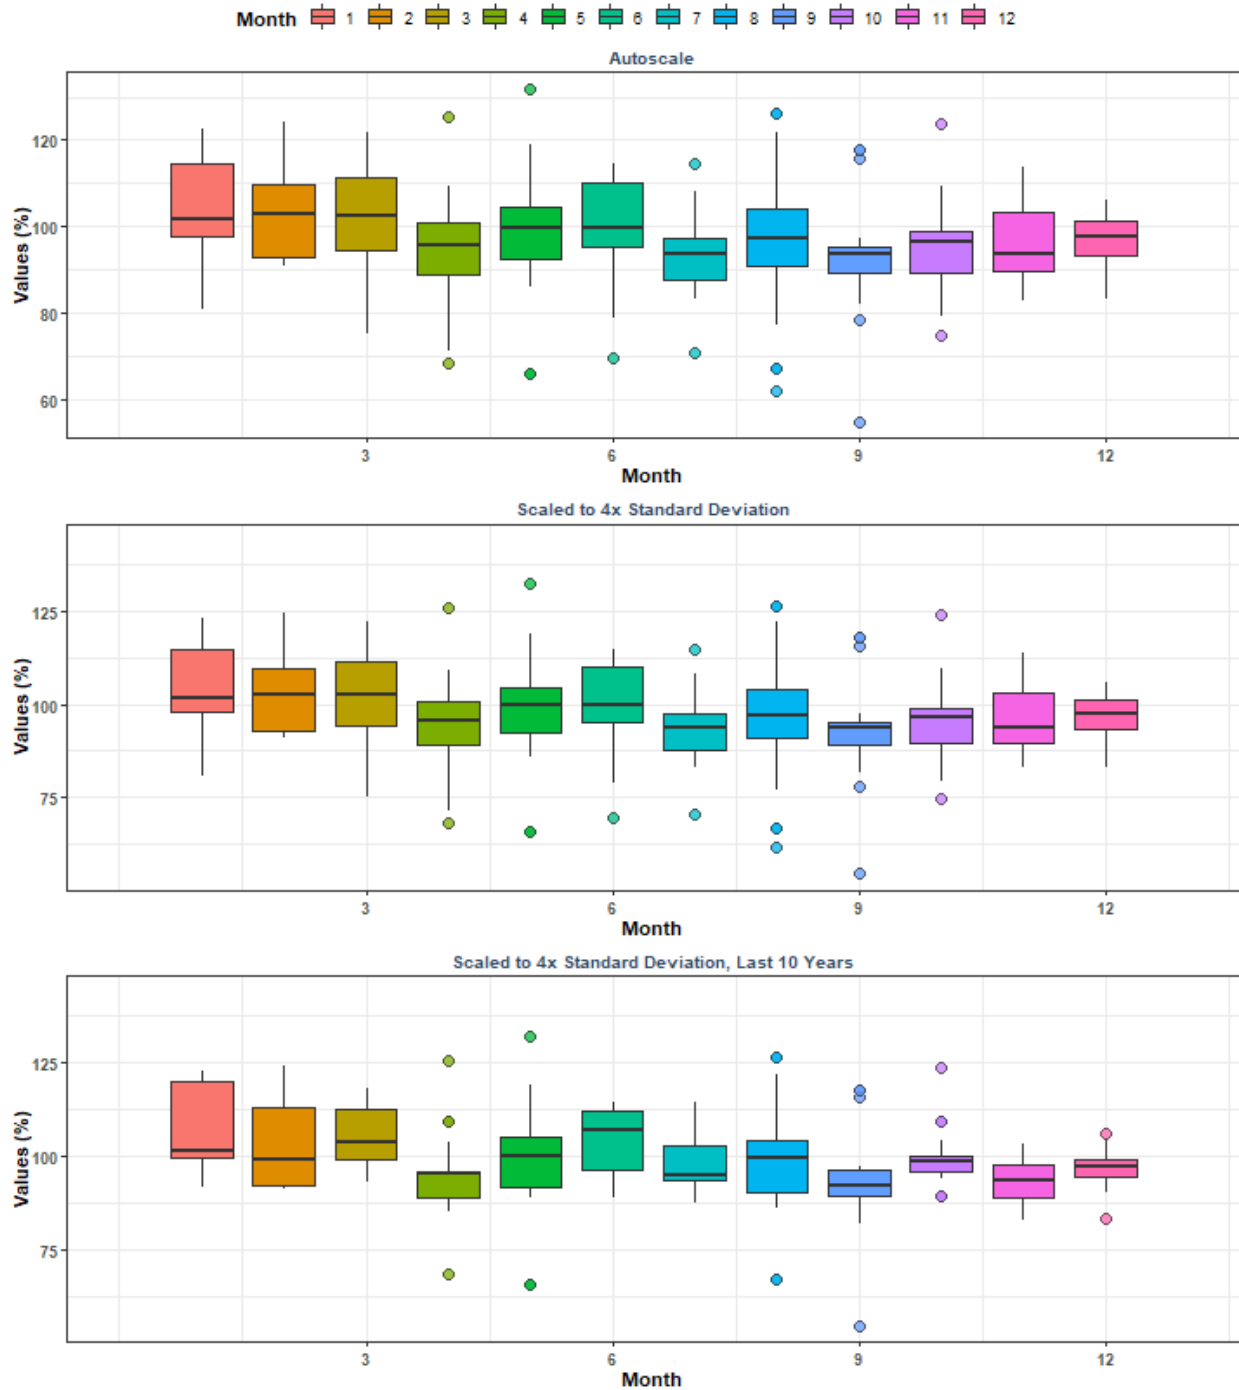 Month 1 2 3 4 5 6 7 8 9 10 11 12
Autoscale
Values (%)
120
100
80
60
3 6 9 12
Month
Scaled to 4x Standard Deviation
Values (%)
125
100
75
3 6 9 12
Month
Scaled to 4x Standard Deviation, Last 10 Years
Values (%)
125
100
75
3 6 9 12
Month